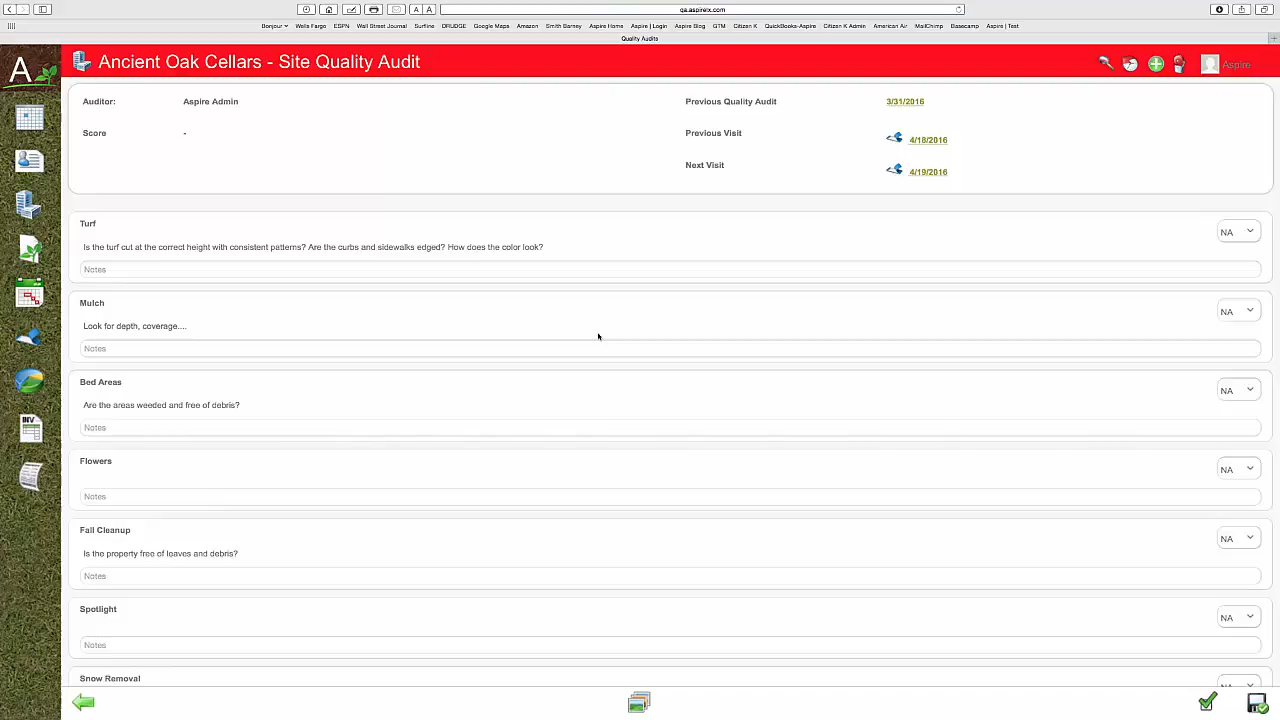 qa.aspirelx.com
Bonjour Wells Fargo ESPN Wall Street Journal Surfline DRUDGE Google Maps Amazon Smith Barney Aspire Home Aspire | Login Aspire Blog GTM Citizen K QuickBooks-Aspire Citizen K Admin American Air MailChimp Basecamp Aspire | Test
Quality Audits
A
Ancient Oak Cellars - Site Quality Audit
Aspire
Auditor: Aspire Admin
Previous Quality Audit 3/31/2016
Score -
Previous Visit 4/18/2016
Next Visit 4/19/2016
Turf
NA
Is the turf cut at the correct height with consistent patterns? Are the curbs and sidewalks edged? How does the color look?
Notes
Mulch
NA
Look for depth, coverage....
Notes
Bed Areas
NA
Are the areas weeded and free of debris?
Notes
Flowers
NA
Notes
Fall Cleanup
NA
Is the property free of leaves and debris?
Notes
Spotlight
NA
Notes
Snow Removal
NA
INV